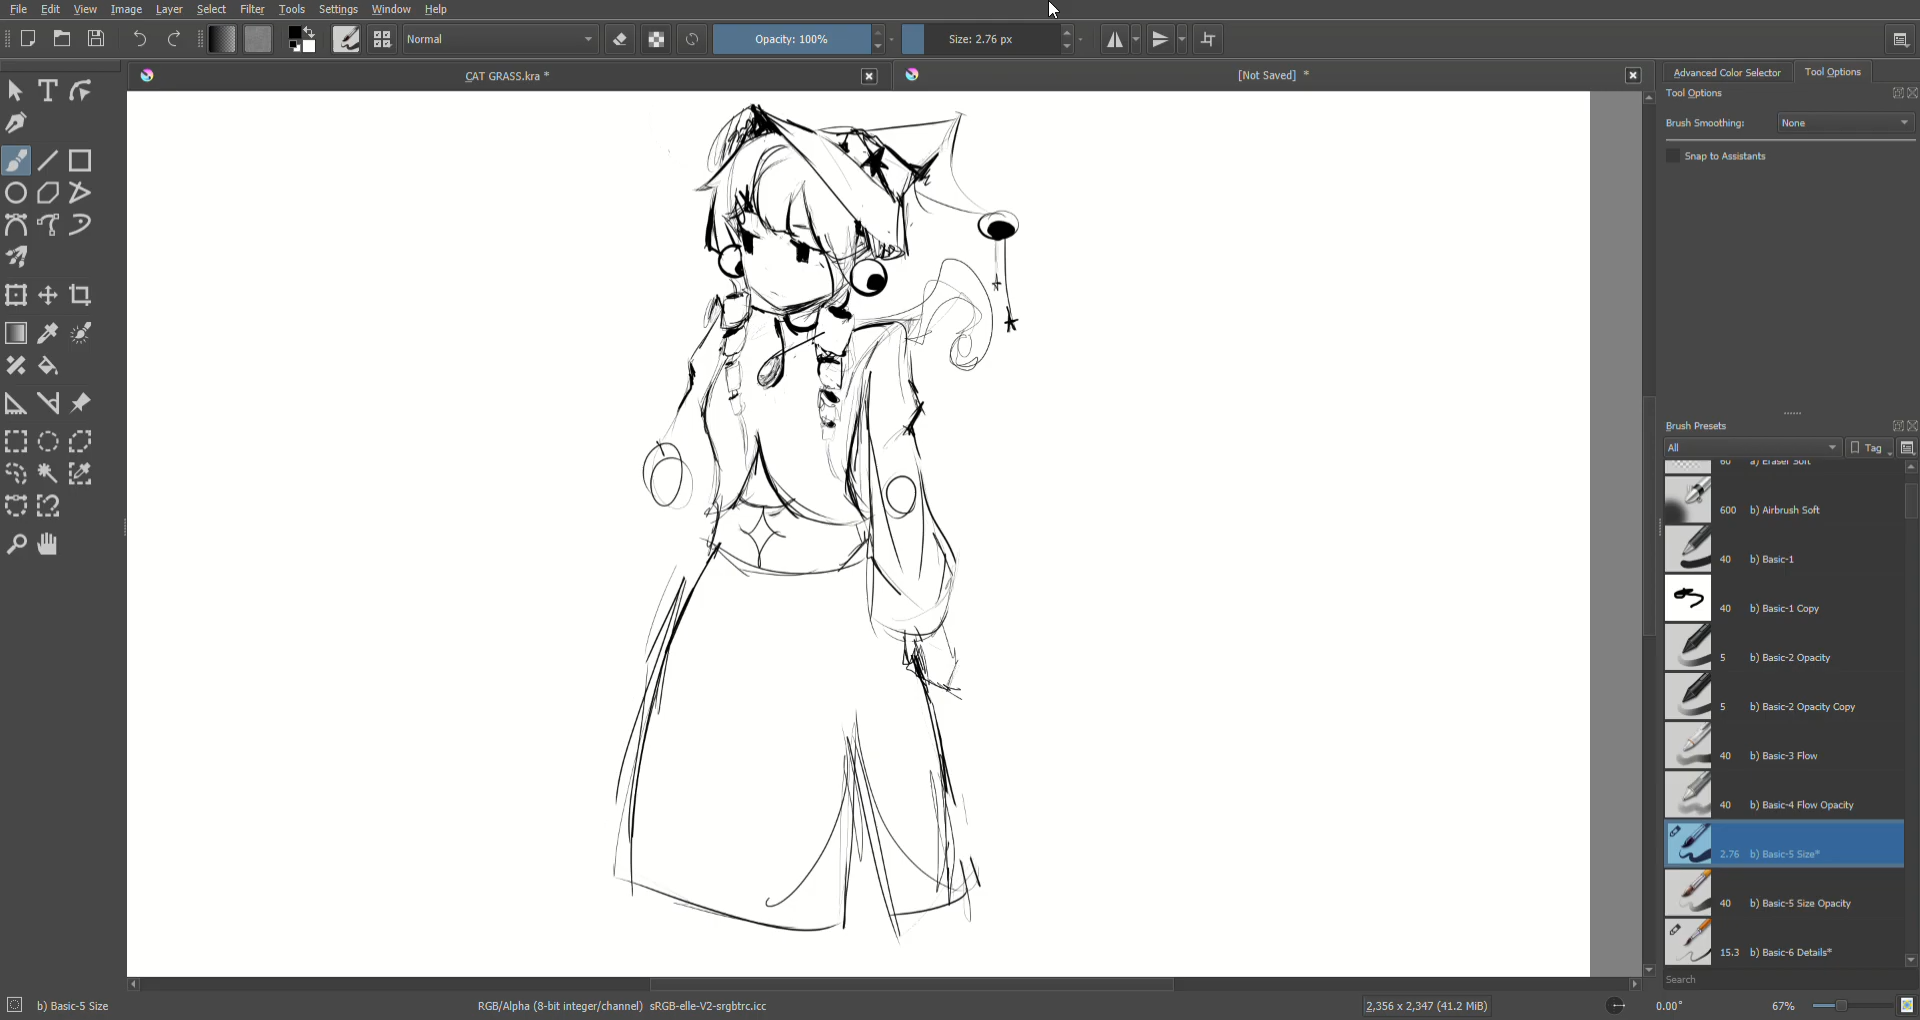 File Edit View Image Layer Select Filter Tools Settings Window Help
Normal
Opacity: 100%
Size: 2.76 px
CAT GRASS.kra *
[Not Saved] *
Advanced Color Selector
Tool Options
Tool Options
Brush Smoothing: None
Snap to Assistants
Brush Presets
All
Tag
60 a) Eraser Soft
600 b) Airbrush Soft
40 b) Basic-1
40 b) Basic-1 Copy
5 b) Basic-2 Opacity
5 b) Basic-2 Opacity Copy
40 b) Basic-3 Flow
40 b) Basic-4 Flow Opacity
2.76 b) Basic-5 Size*
40 b) Basic-5 Size Opacity
15.3 b) Basic-6 Details*
Search
b) Basic-5 Size
RGB/Alpha (8-bit integer/channel) sRGB-elle-V2-srgbtrc.icc
2,356 x 2,347 (41.2 MiB)
0.00°
67%